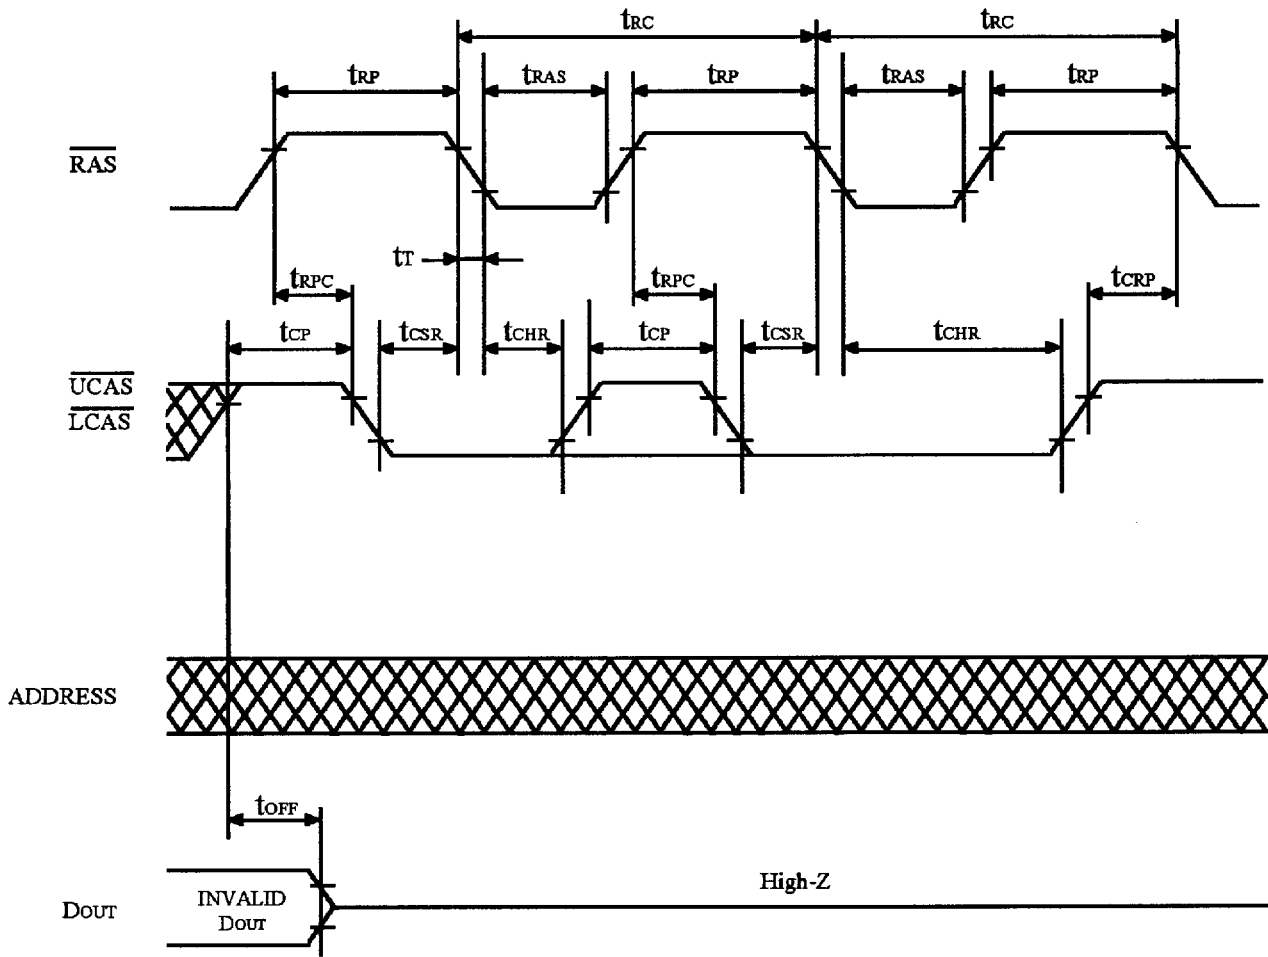 tRC tRC
tRP tRAS tRP tRAS tRP
RAS
tT
tRPC tRPC tCRP
tCP tCSR tCHR tCP tCSR tCHR
UCAS
LCAS
ADDRESS
tOFF
High-Z
INVALID
DOUT DOUT